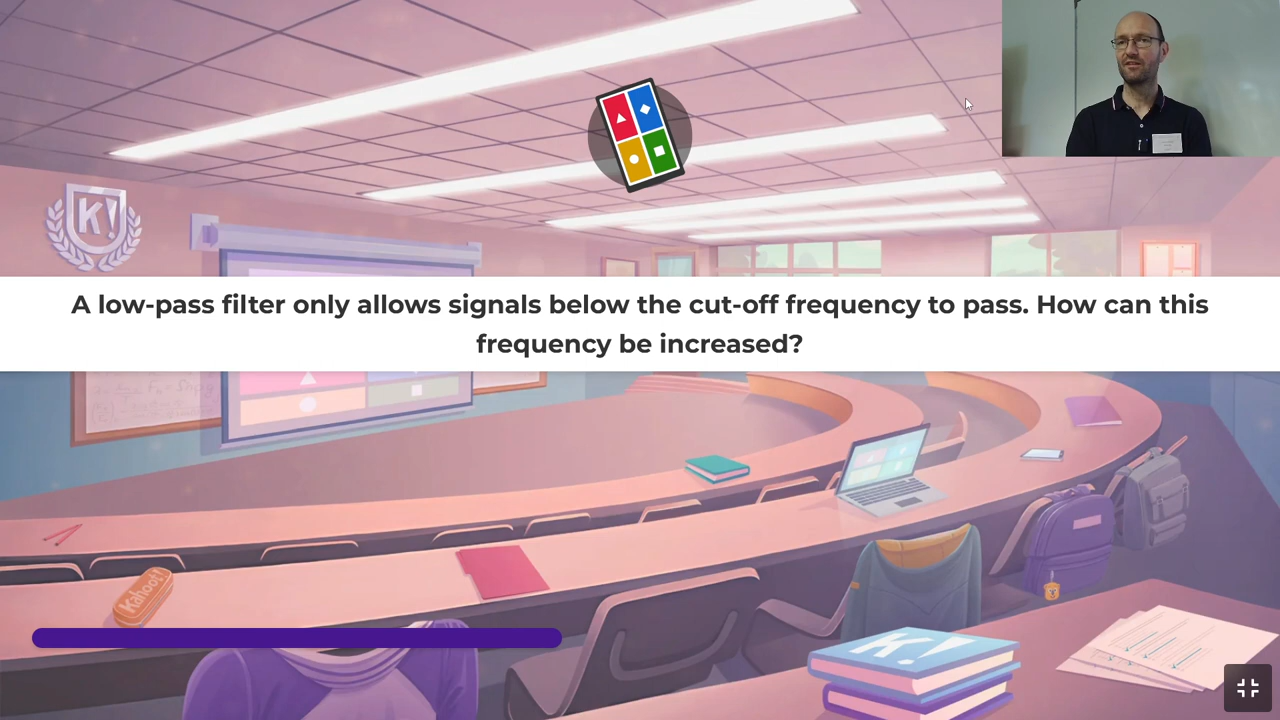 K!
A low-pass filter only allows signals below the cut-off frequency to pass. How can this
frequency be increased?
Kahoot!
K!